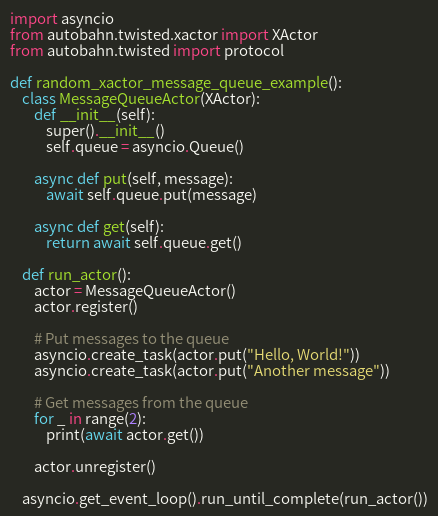 import asyncio
from autobahn.twisted.xactor import XActor
from autobahn.twisted import protocol

def random_xactor_message_queue_example():
    class MessageQueueActor(XActor):
        def __init__(self):
            super().__init__()
            self.queue = asyncio.Queue()

        async def put(self, message):
            await self.queue.put(message)

        async def get(self):
            return await self.queue.get()

    def run_actor():
        actor = MessageQueueActor()
        actor.register()

        # Put messages to the queue
        asyncio.create_task(actor.put("Hello, World!"))
        asyncio.create_task(actor.put("Another message"))

        # Get messages from the queue
        for _ in range(2):
            print(await actor.get())

        actor.unregister()

    asyncio.get_event_loop().run_until_complete(run_actor())